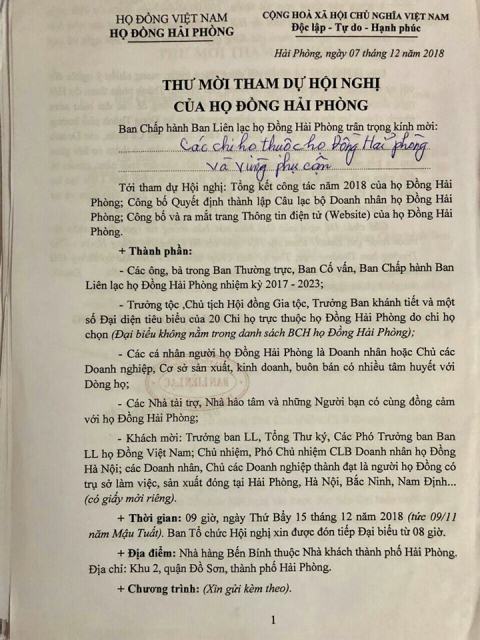 HỌ ĐỒNG VIỆT NAM
HỌ ĐỒNG HẢI PHÒNG
CỘNG HOÀ XÃ HỘI CHỦ NGHĨA VIỆT NAM
Độc lập - Tự do - Hạnh phúc
Hải Phòng, ngày 07 tháng 12 năm 2018
THƯ MỜI THAM DỰ HỘI NGHỊ
CỦA HỌ ĐỒNG HẢI PHÒNG
Ban Chấp hành Ban Liên lạc họ Đồng Hải Phòng trân trọng kính mời:
Các chi họ thuộc họ Đồng Hải phòng
và vùng phụ cận
Tới tham dự Hội nghị: Tổng kết công tác năm 2018 của họ Đồng Hải
Phòng; Công bố Quyết định thành lập Câu lạc bộ Doanh nhân họ Đồng Hải
Phòng; Công bố và ra mắt trang Thông tin điện tử (Website) của họ Đồng Hải
Phòng.
+ Thành phần:
- Các ông, bà trong Ban Thường trực, Ban Cố vấn, Ban Chấp hành Ban
Liên lạc họ Đồng Hải Phòng nhiệm kỳ 2017 - 2023;
- Trưởng tộc ,Chủ tịch Hội đồng Gia tộc, Trưởng Ban khánh tiết và một
số Đại diện tiêu biểu của 20 Chi họ trực thuộc họ Đồng Hải Phòng do chi họ
chọn (Đại biểu không nằm trong danh sách BCH họ Đồng Hải Phòng);
- Các cá nhân người họ Đồng Hải Phòng là Doanh nhân hoặc Chủ các
Doanh nghiệp, Cơ sở sản xuất, kinh doanh, buôn bán có nhiều tâm huyết với
Dòng họ;
BAN LIÊN LẠC
- Các Nhà tài trợ, Nhà hảo tâm và những Người bạn có cùng đồng cảm
với họ Đồng Hải Phòng;
- Khách mời: Trưởng ban LL, Tổng Thư ký, Các Phó Trưởng ban Ban
LL họ Đồng Việt Nam; Chủ nhiệm, Phó Chủ nhiệm CLB Doanh nhân họ Đồng
Hà Nội; các Doanh nhân, Chủ các Doanh nghiệp thành đạt là người họ Đồng có
trụ sở làm việc, sản xuất đóng tại Hải Phòng, Hà Nội, Bắc Ninh, Nam Định...
(có giấy mời riêng).
+ Thời gian: 09 giờ, ngày Thứ Bẩy 15 tháng 12 năm 2018 (tức 09/11
năm Mậu Tuất). Ban Tổ chức Hội nghị xin được đón tiếp Đại biểu từ 08 giờ.
+ Địa điểm: Nhà hàng Bến Bính thuộc Nhà khách thành phố Hải Phòng.
Địa chỉ: Khu 2, quận Đồ Sơn, thành phố Hải Phòng.
+ Chương trình: (Xin gửi kèm theo).
1